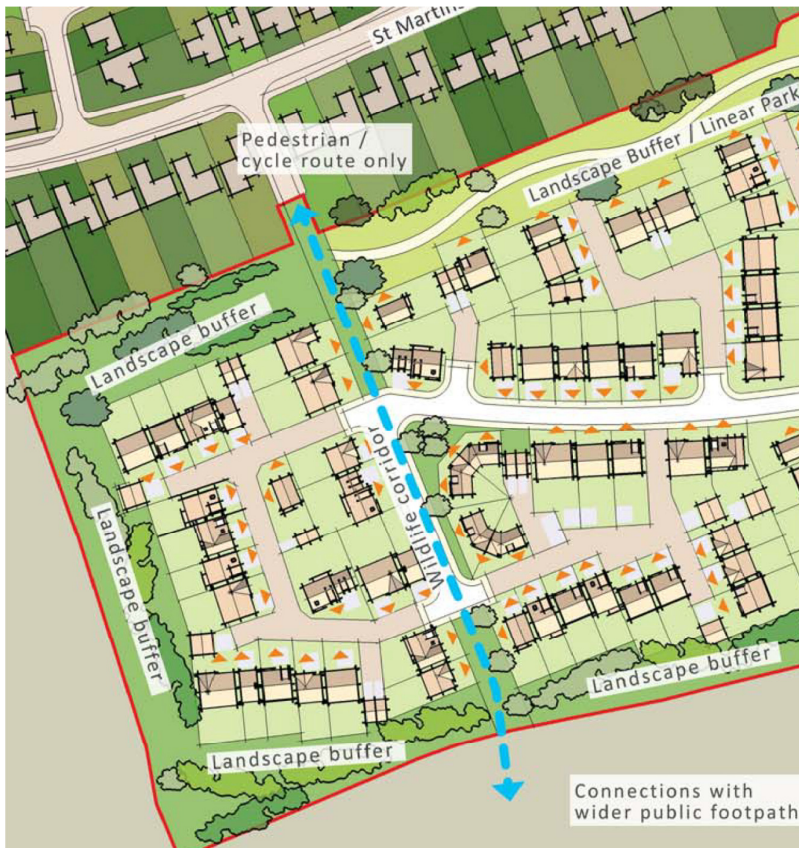 St Martins
Pedestrian /
cycle route only
Landscape Buffer / Linear Park
Landscape buffer
Wildlife corridor
Landscape buffer
Landscape buffer
Landscape buffer
Connections with
wider public footpath